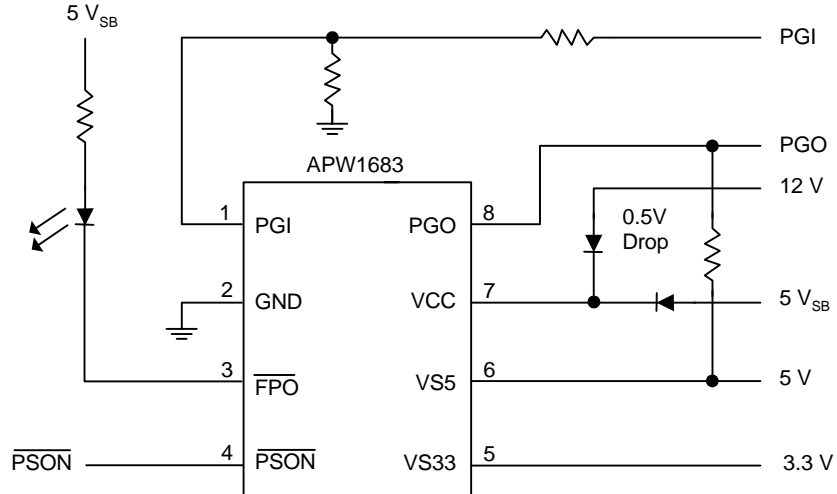 5 V_SB
PGI
PGO
APW1683
12 V
0.5V
Drop
1
PGI
PGO
8
2
GND
VCC
7
5 V_SB
3
FPO
VS5
6
5 V
PSON
4
PSON
VS33
5
3.3 V